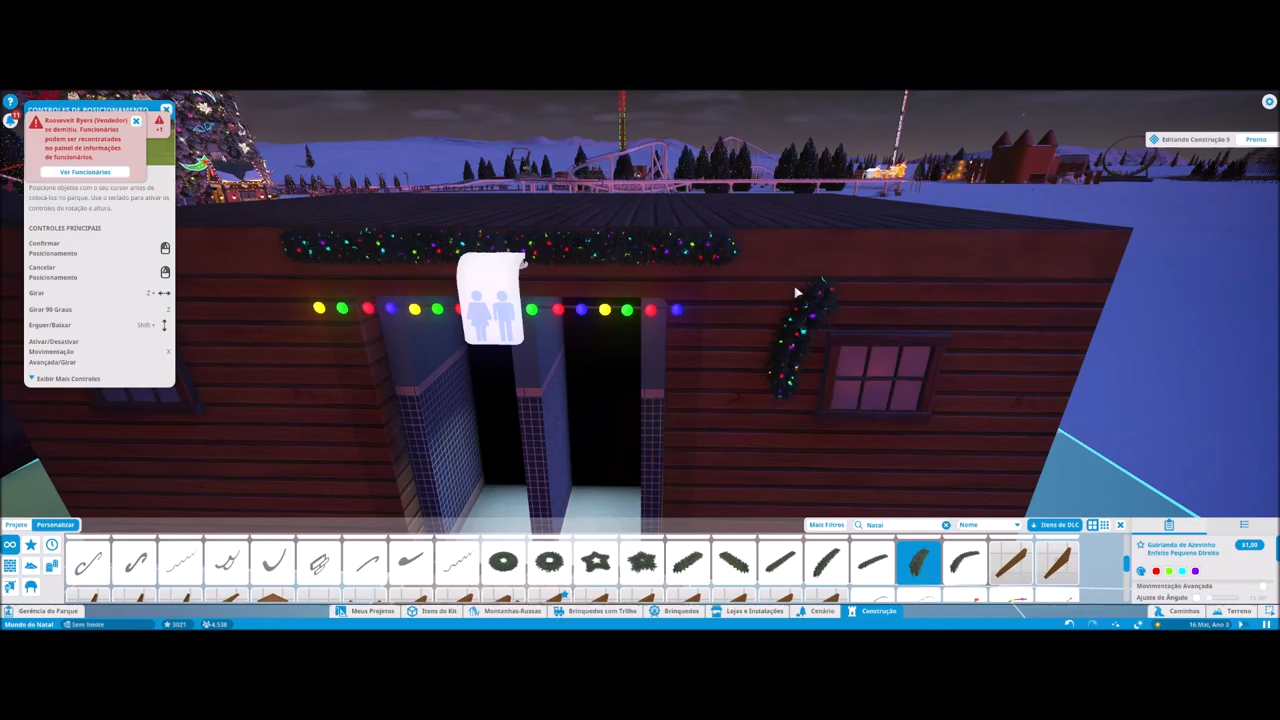 ?
11
CONTROLES DE POSICIONAMENTO
Roosevelt Byers (Vendedor)
se demitiu. Funcionários
podem ser recontratados
no painel de informações
de funcionários.
+1
Ver Funcionários
Posicione objetos com o seu cursor antes de
colocá-los no parque. Use o teclado para ativar os
controles de rotação e altura.
CONTROLES PRINCIPAIS
Confirmar
Posicionamento
Cancelar
Posicionamento
Girar Z +
Girar 90 Graus Z
Erguer/Baixar Shift +
Ativar/Desativar
Movimentação X
Avançada/Girar
Exibir Mais Controles
Editando Construção 9 Pronto
Projeto Personalizar
Mais Filtros Natal Nome Itens de DLC
Guirlanda de Azevinho
Enfeite Pequeno Direito
$1,00
Movimentação Avançada
Ajuste de Ângulo
Gerência do Parque Meus Projetos Itens do Kit Montanhas-Russas Brinquedos com Trilho Brinquedos Lojas e Instalações Cenário Construção Caminhos Terreno
Mundo do Natal Sem limite 3021 4.538 16 Mai, Ano 3